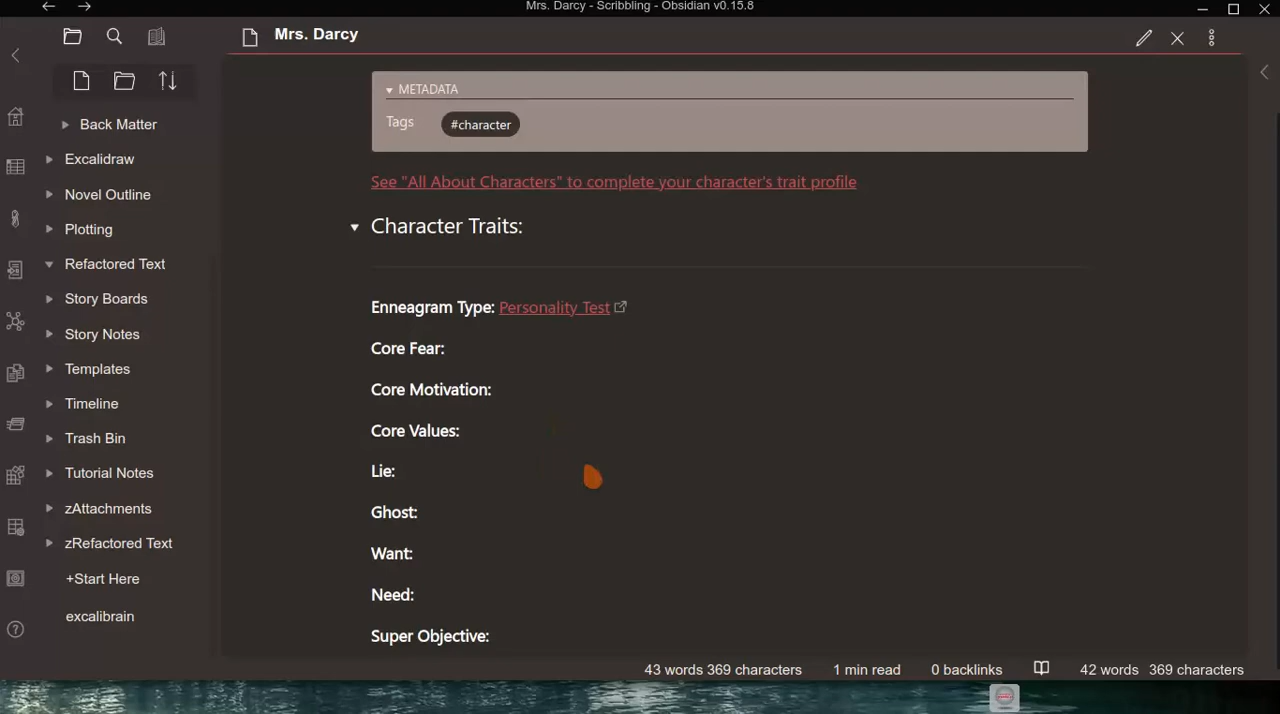 Mrs. Darcy - Scribbling - Obsidian v0.15.8
Mrs. Darcy
Back Matter
Excalidraw
Novel Outline
Plotting
Refactored Text
Story Boards
Story Notes
Templates
Timeline
Trash Bin
Tutorial Notes
zAttachments
zRefactored Text
+Start Here
excalibrain
METADATA
Tags #character
See "All About Characters" to complete your character's trait profile
Character Traits:
Enneagram Type: Personality Test
Core Fear:
Core Motivation:
Core Values:
Lie:
Ghost:
Want:
Need:
Super Objective:
43 words 369 characters 1 min read 0 backlinks 42 words 369 characters